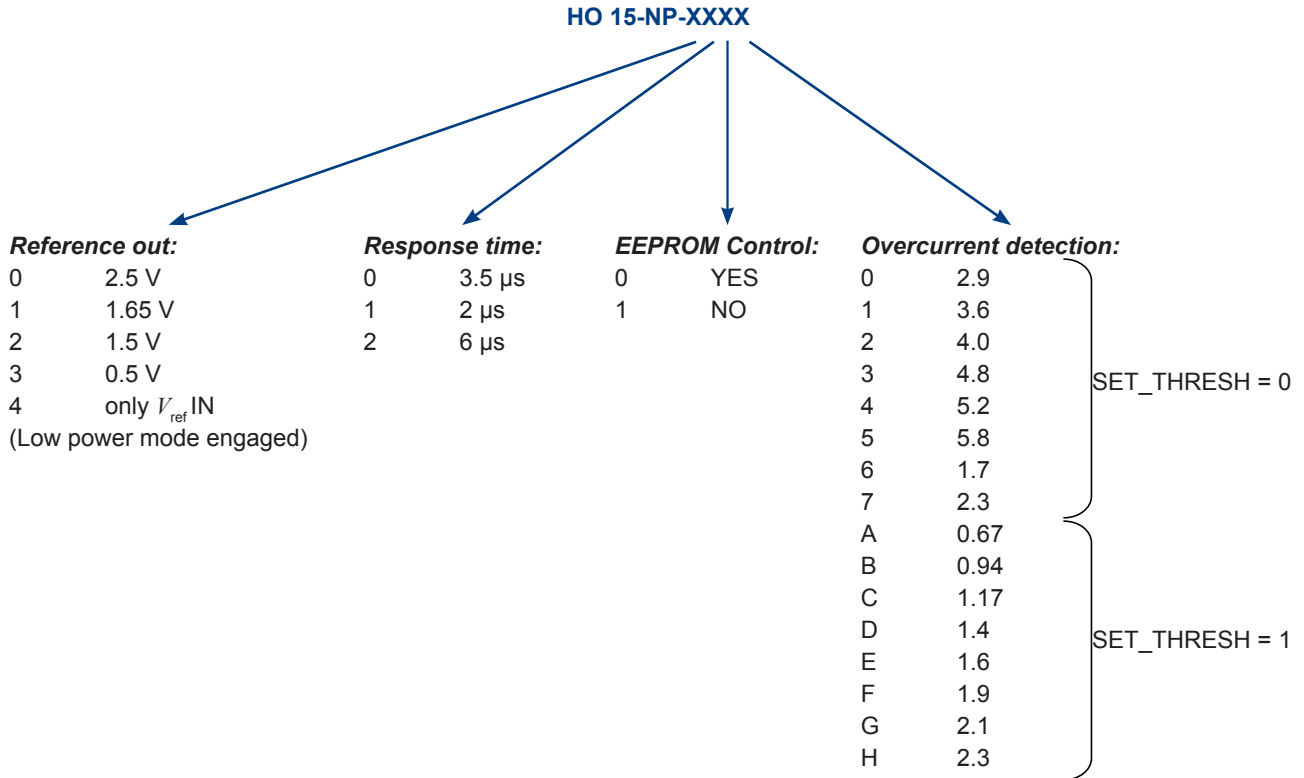 HO 15-NP-XXXX
Reference out:
0 2.5 V
1 1.65 V
2 1.5 V
3 0.5 V
4 only Vref IN
(Low power mode engaged)
Response time:
0 3.5 µs
1 2 µs
2 6 µs
EEPROM Control:
0 YES
1 NO
Overcurrent detection:
0 2.9
1 3.6
2 4.0
3 4.8
4 5.2
5 5.8
6 1.7
7 2.3
SET_THRESH = 0
A 0.67
B 0.94
C 1.17
D 1.4
E 1.6
F 1.9
G 2.1
H 2.3
SET_THRESH = 1